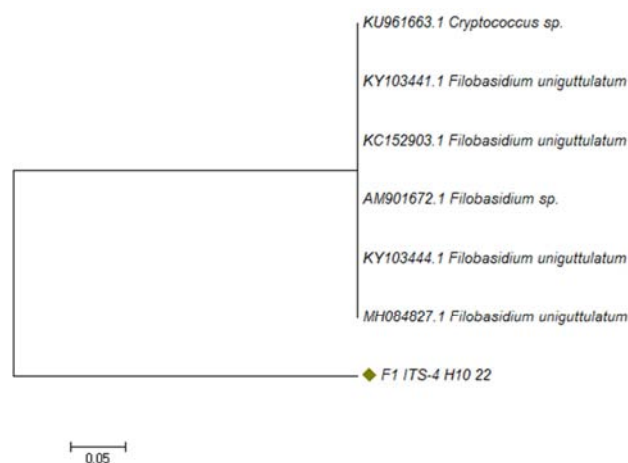 KU961663.1 Cryptococcus sp.
KY103441.1 Filobasidium uniguttulatum
KC152903.1 Filobasidium uniguttulatum
AM901672.1 Filobasidium sp.
KY103444.1 Filobasidium uniguttulatum
MH084827.1 Filobasidium uniguttulatum
F1 ITS-4 H10 22
0.05